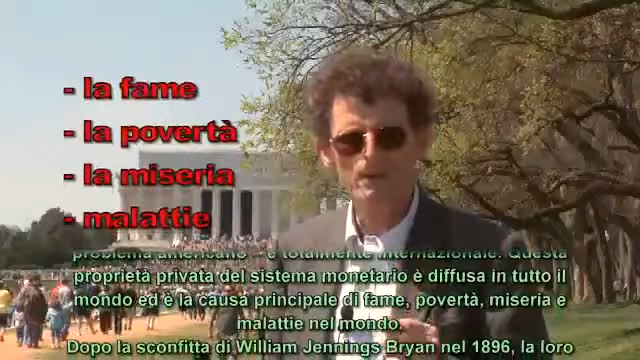 - la fame
- la povertà
- la miseria
- malattie
problema americano - è totalmente internazionale. Questa
proprietà privata del sistema monetario è diffusa in tutto il
mondo ed è la causa principale di fame, povertà, miseria e
malattie nel mondo.
Dopo la sconfitta di William Jennings Bryan nel 1896, la loro